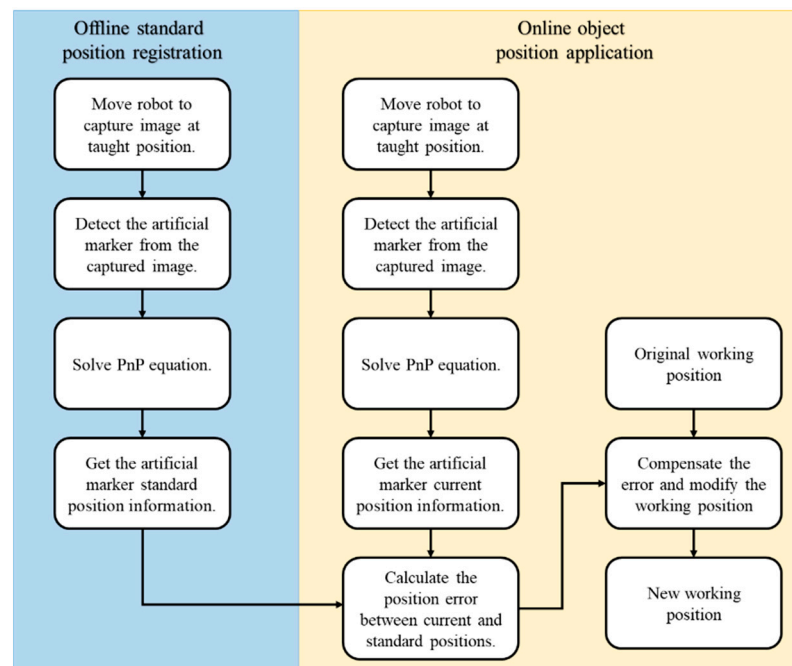 Offline standard
position registration
Move robot to
capture image at
taught position.
Detect the artificial
marker from the
captured image.
Solve PnP equation.
Get the artificial
marker standard
position information.
Online object
position application
Move robot to
capture image at
taught position.
Detect the artificial
marker from the
captured image.
Solve PnP equation.
Get the artificial
marker current
position information.
Calculate the
position error
between current and
standard positions.
Original working
position
Compensate the
error and modify the
working position
New working
position